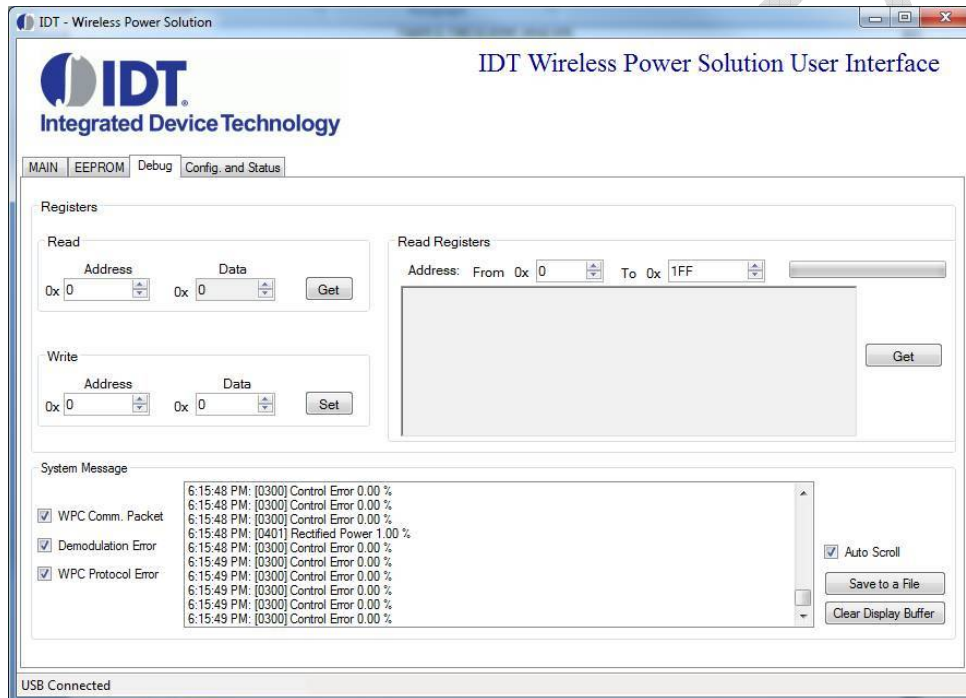 IDT - Wireless Power Solution
IDT Wireless Power Solution User Interface
IDT®
Integrated Device Technology
MAIN EEPROM Debug Config. and Status
Registers
Read
Address Data
0x 0 0x 0 Get
Read Registers
Address: From 0x 0 To 0x 1FF
Get
Write
Address Data
0x 0 0x 0 Set
System Message
WPC Comm. Packet
Demodulation Error
WPC Protocol Error
6:15:48 PM: [0300] Control Error 0.00 %
6:15:48 PM: [0300] Control Error 0.00 %
6:15:48 PM: [0300] Control Error 0.00 %
6:15:48 PM: [0401] Rectified Power 1.00 %
6:15:48 PM: [0300] Control Error 0.00 %
6:15:49 PM: [0300] Control Error 0.00 %
6:15:49 PM: [0300] Control Error 0.00 %
6:15:49 PM: [0300] Control Error 0.00 %
6:15:49 PM: [0300] Control Error 0.00 %
6:15:49 PM: [0300] Control Error 0.00 %
Auto Scroll
Save to a File
Clear Display Buffer
USB Connected